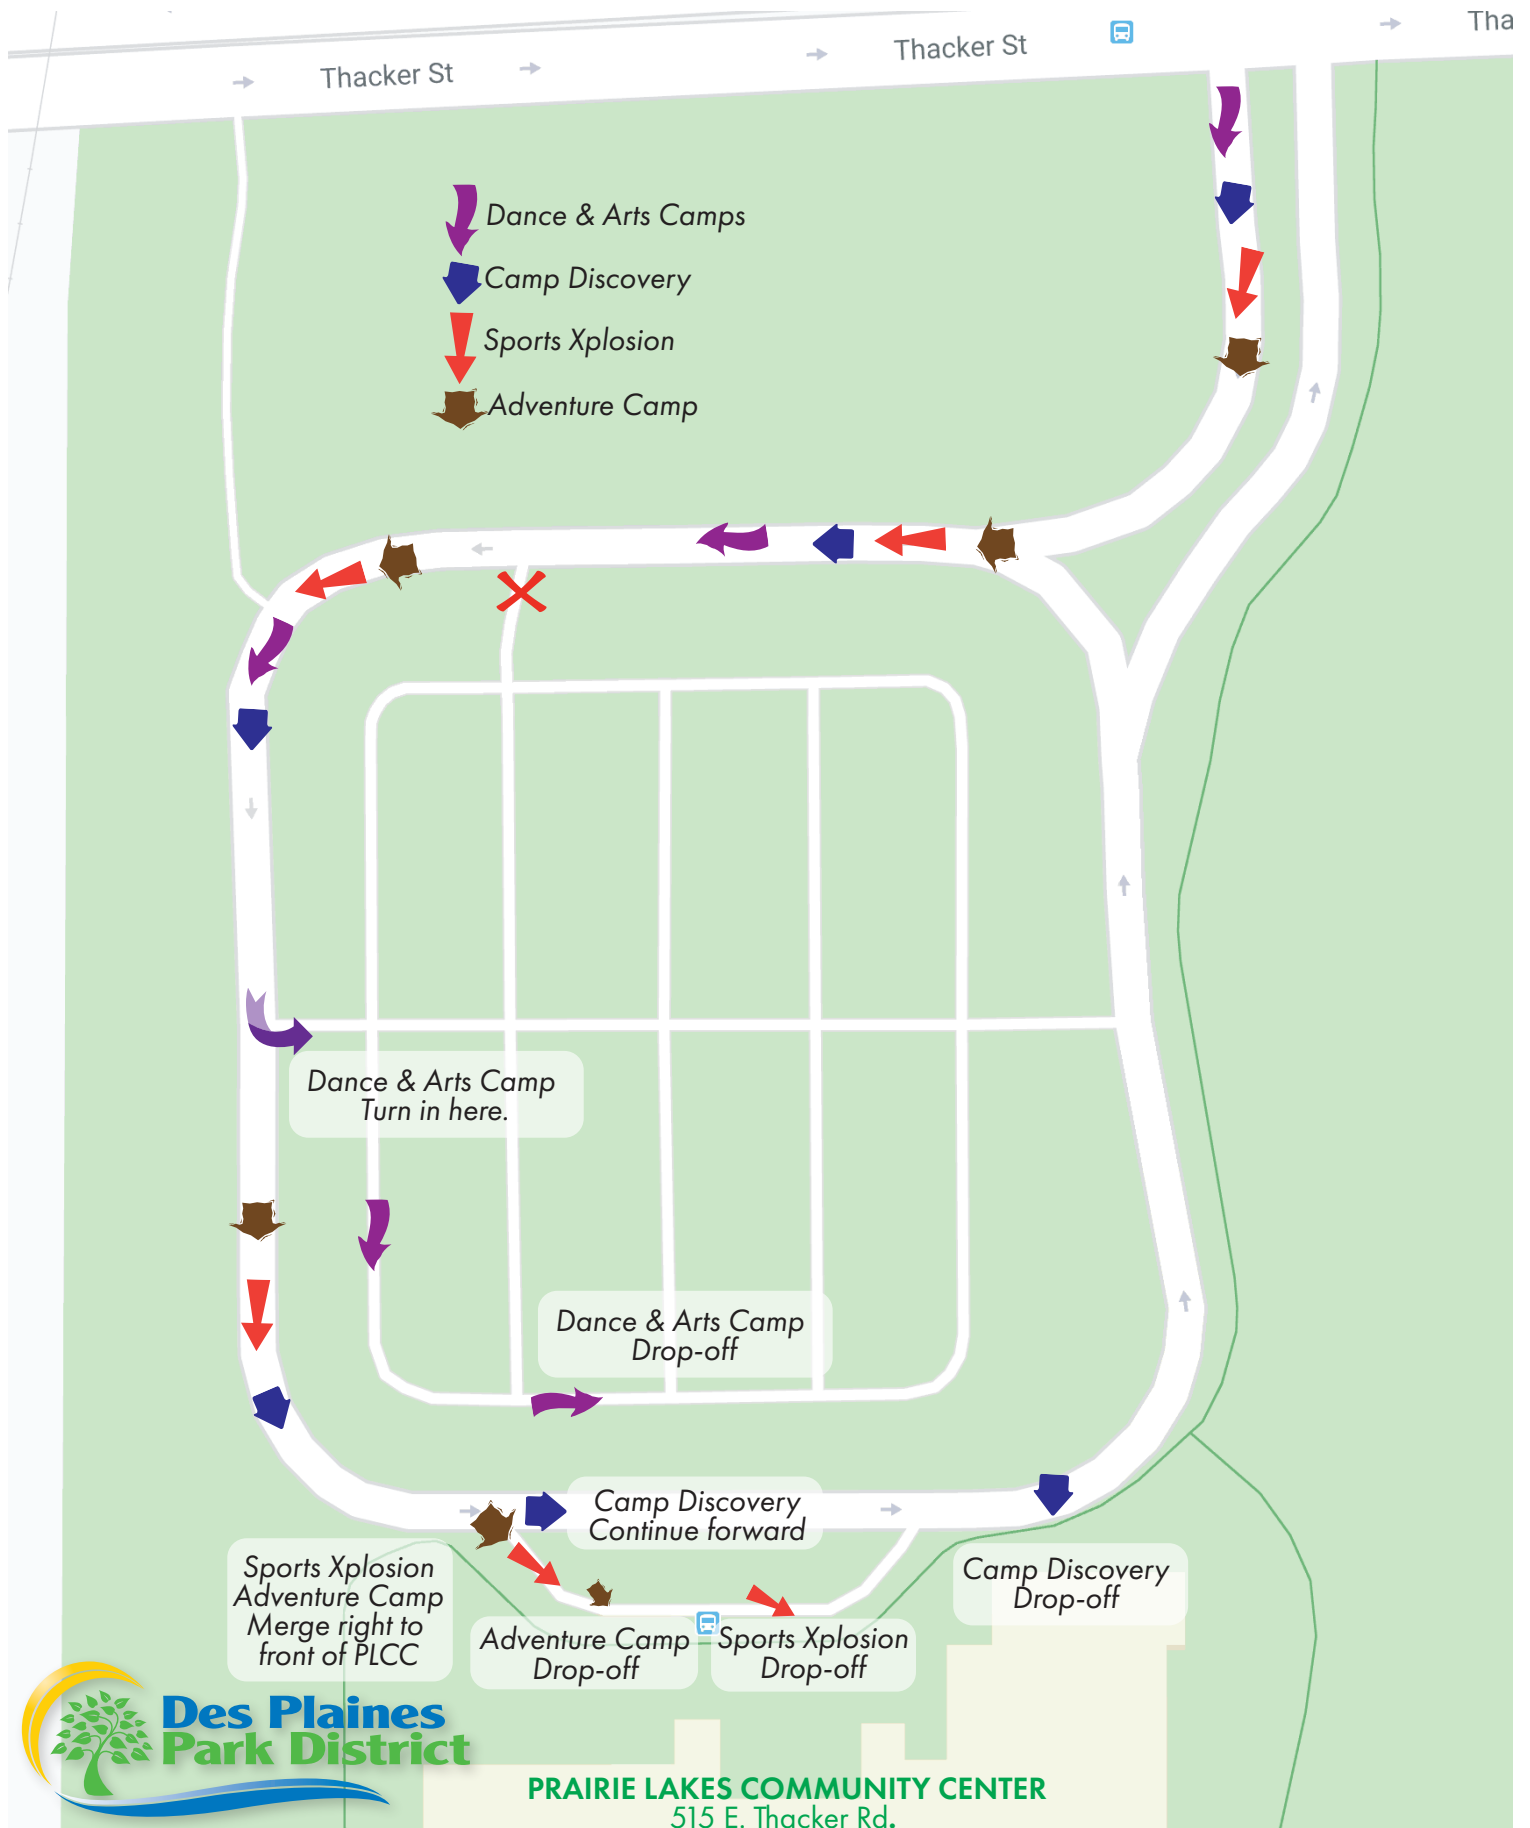 Thacker St
Thacker St
Tha
Dance & Arts Camps
Camp Discovery
Sports Xplosion
Adventure Camp
Dance & Arts Camp
Turn in here.
Dance & Arts Camp
Drop-off
Camp Discovery
Continue forward
Sports Xplosion
Adventure Camp
Merge right to
front of PLCC
Adventure Camp
Drop-off
Sports Xplosion
Drop-off
Camp Discovery
Drop-off
Des Plaines
Park District
PRAIRIE LAKES COMMUNITY CENTER
515 E. Thacker Rd.